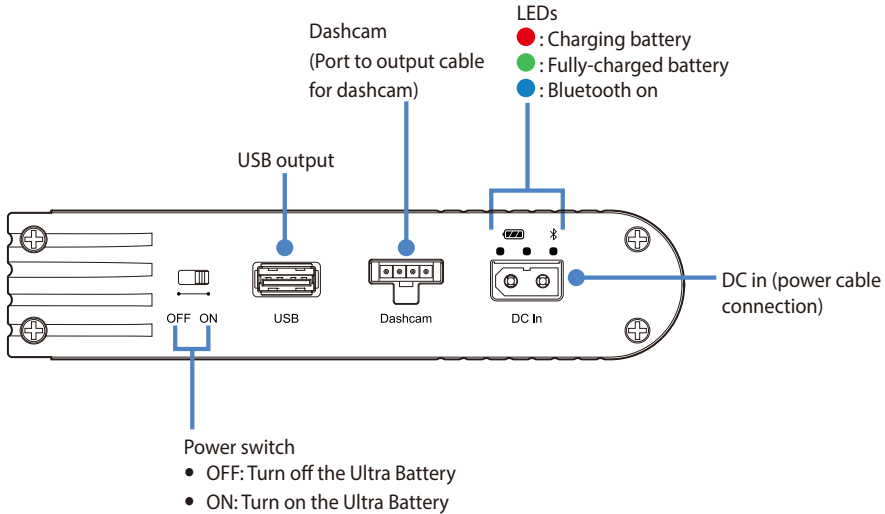 LEDs
: Charging battery
: Fully-charged battery
: Bluetooth on
Dashcam
(Port to output cable
for dashcam)
USB output
DC in (power cable
connection)
OFF ON
USB
Dashcam
DC In
Power switch
• OFF: Turn off the Ultra Battery
• ON: Turn on the Ultra Battery